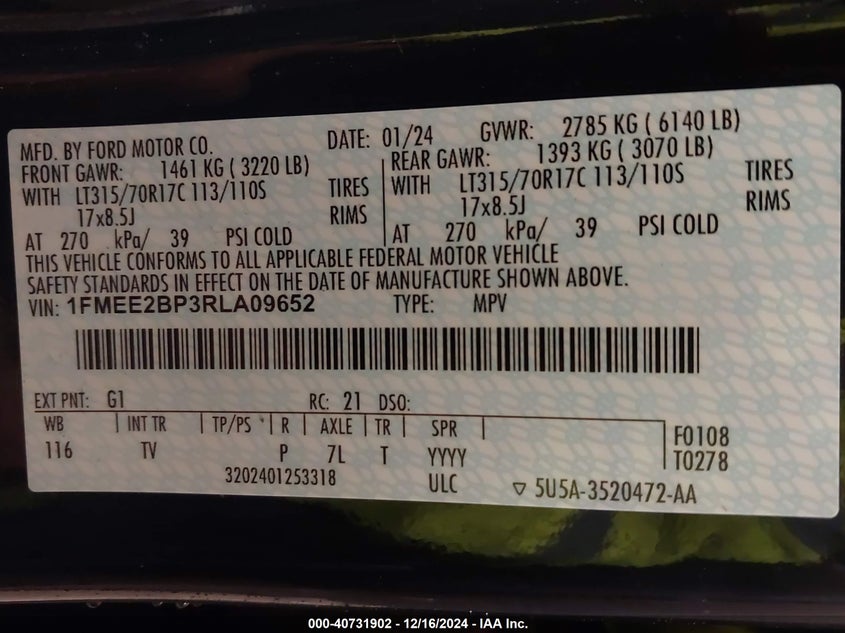 MFD. BY FORD MOTOR CO. DATE: 01/24 GVWR: 2785 KG ( 6140 LB)
FRONT GAWR: 1461 KG ( 3220 LB) REAR GAWR: 1393 KG ( 3070 LB)
WITH LT315/70R17C 113/110S TIRES WITH LT315/70R17C 113/110S TIRES
17x8.5J RIMS 17x8.5J RIMS
AT 270 kPa/ 39 PSI COLD AT 270 kPa/ 39 PSI COLD
THIS VEHICLE CONFORMS TO ALL APPLICABLE FEDERAL MOTOR VEHICLE
SAFETY STANDARDS IN EFFECT ON THE DATE OF MANUFACTURE SHOWN ABOVE.
VIN: 1FMEE2BP3RLA09652 TYPE: MPV
EXT PNT: G1 RC: 21 DSO:
WB INT TR TP/PS R AXLE TR SPR F0108
116 TV P 7L T YYYY T0278
3202401253318 ULC ▽ 5U5A-3520472-AA
000-40731902 - 12/16/2024 - IAA Inc.